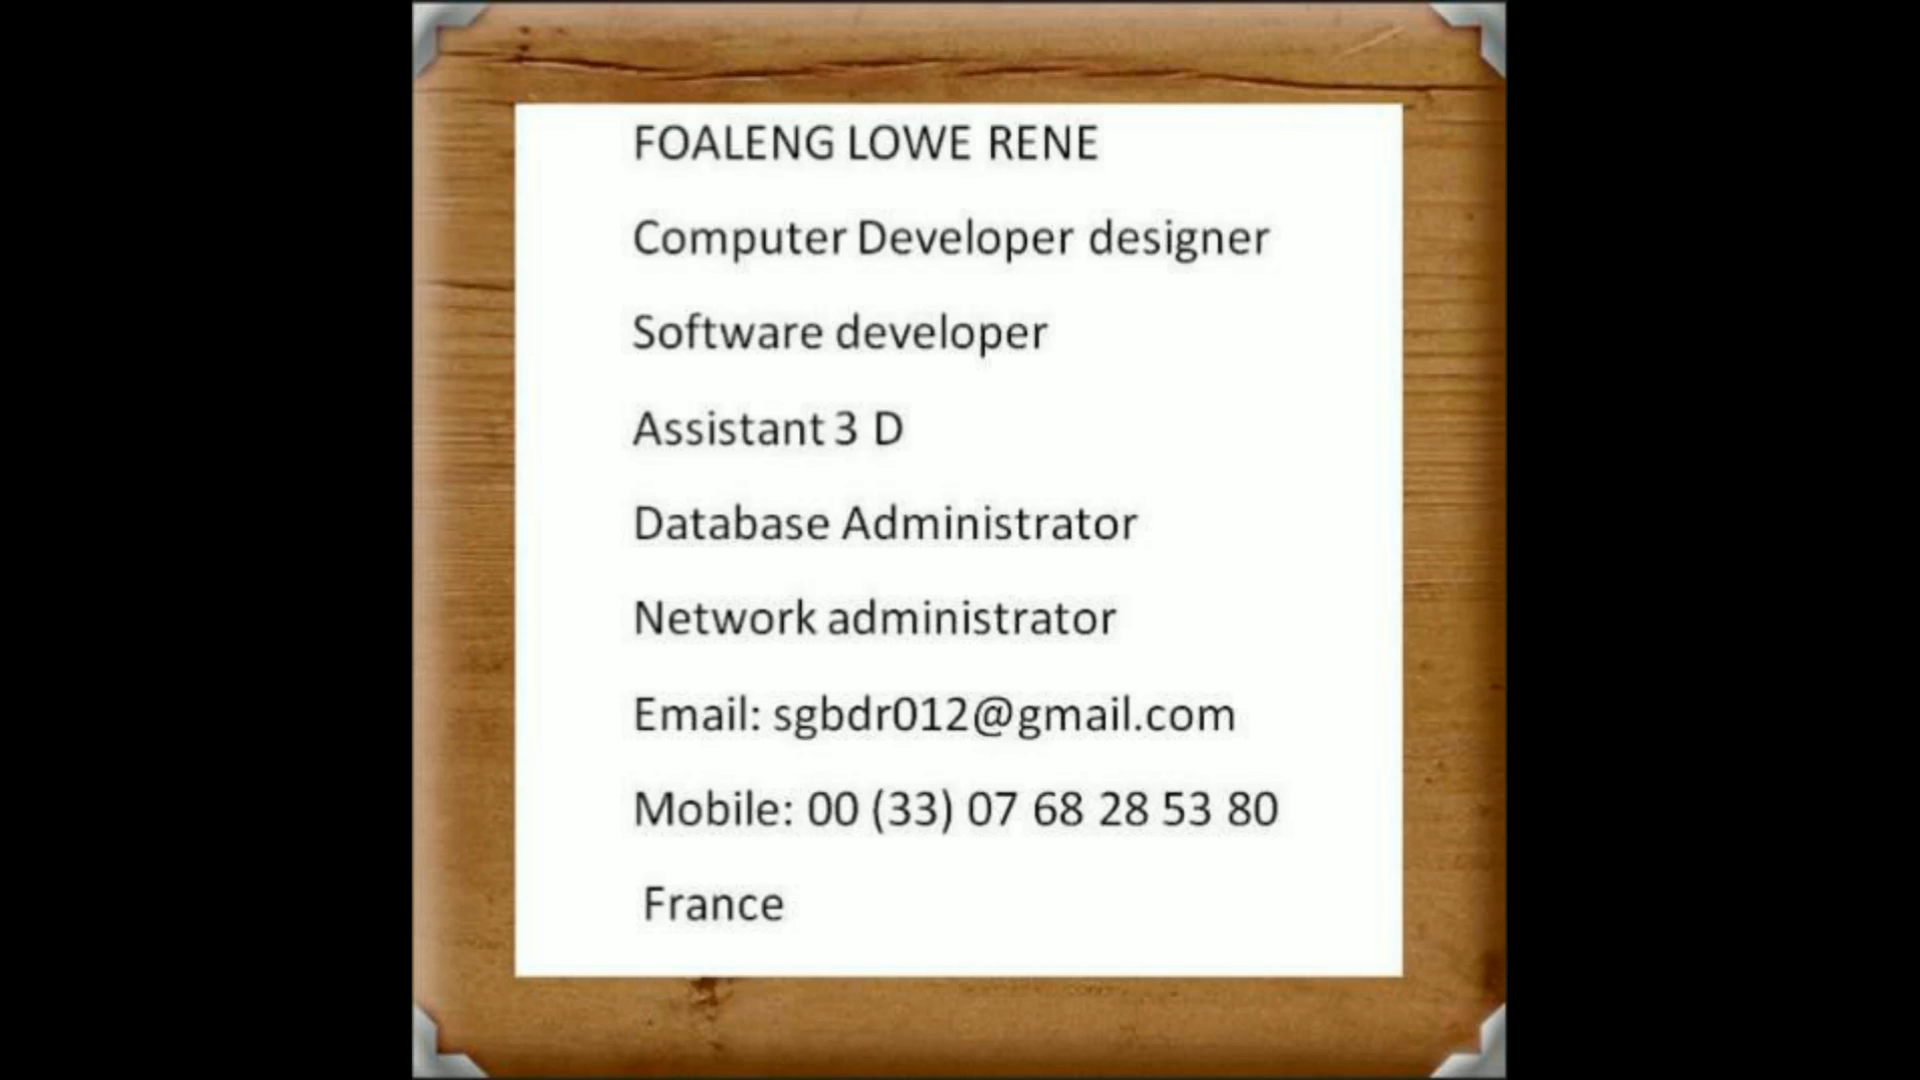 FOALENG LOWE RENE
Computer Developer designer
Software developer
Assistant 3 D
Database Administrator
Network administrator
Email: sgbdr012@gmail.com
Mobile: 00 (33) 07 68 28 53 80
France